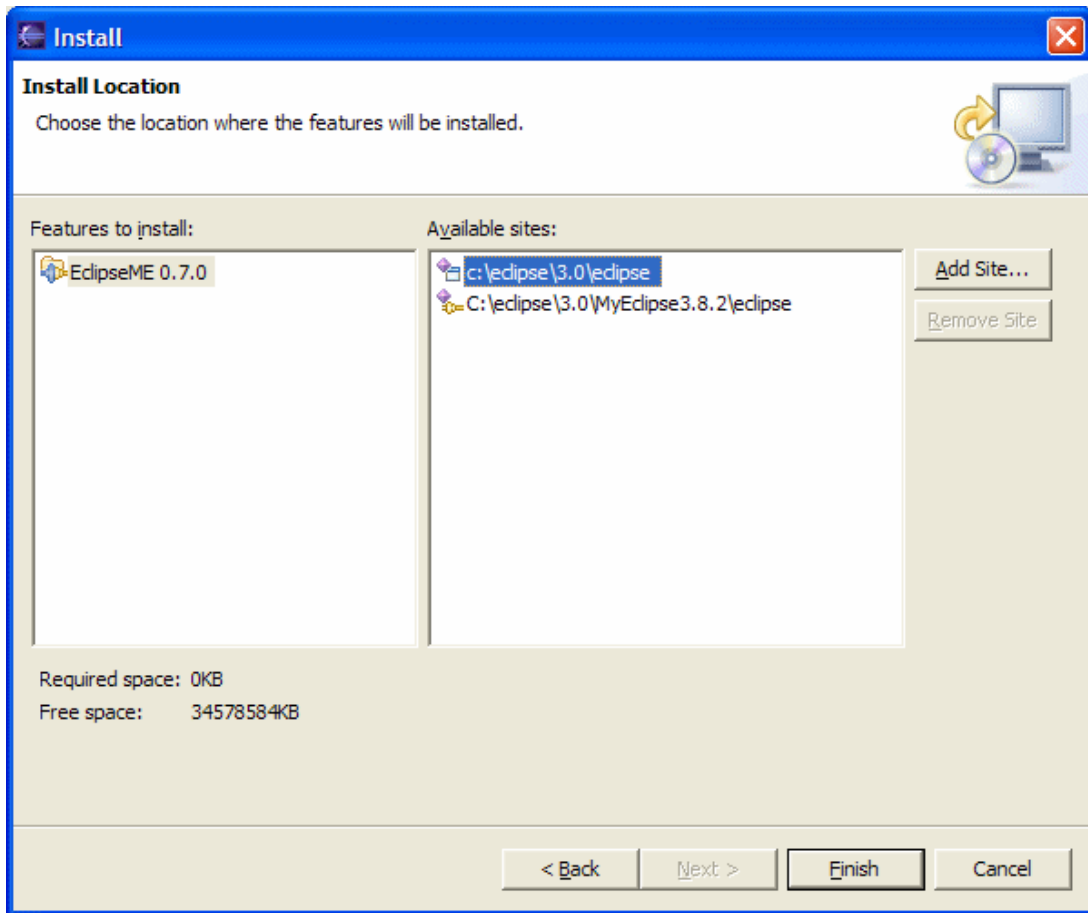 Install
Install Location
Choose the location where the features will be installed.
Features to install:
Available sites:
EclipseME 0.7.0
c:\eclipse\3.0\eclipse
C:\eclipse\3.0\MyEclipse3.8.2\eclipse
Add Site...
Remove Site
Required space: 0KB
Free space: 34578584KB
< Back
Next >
Finish
Cancel